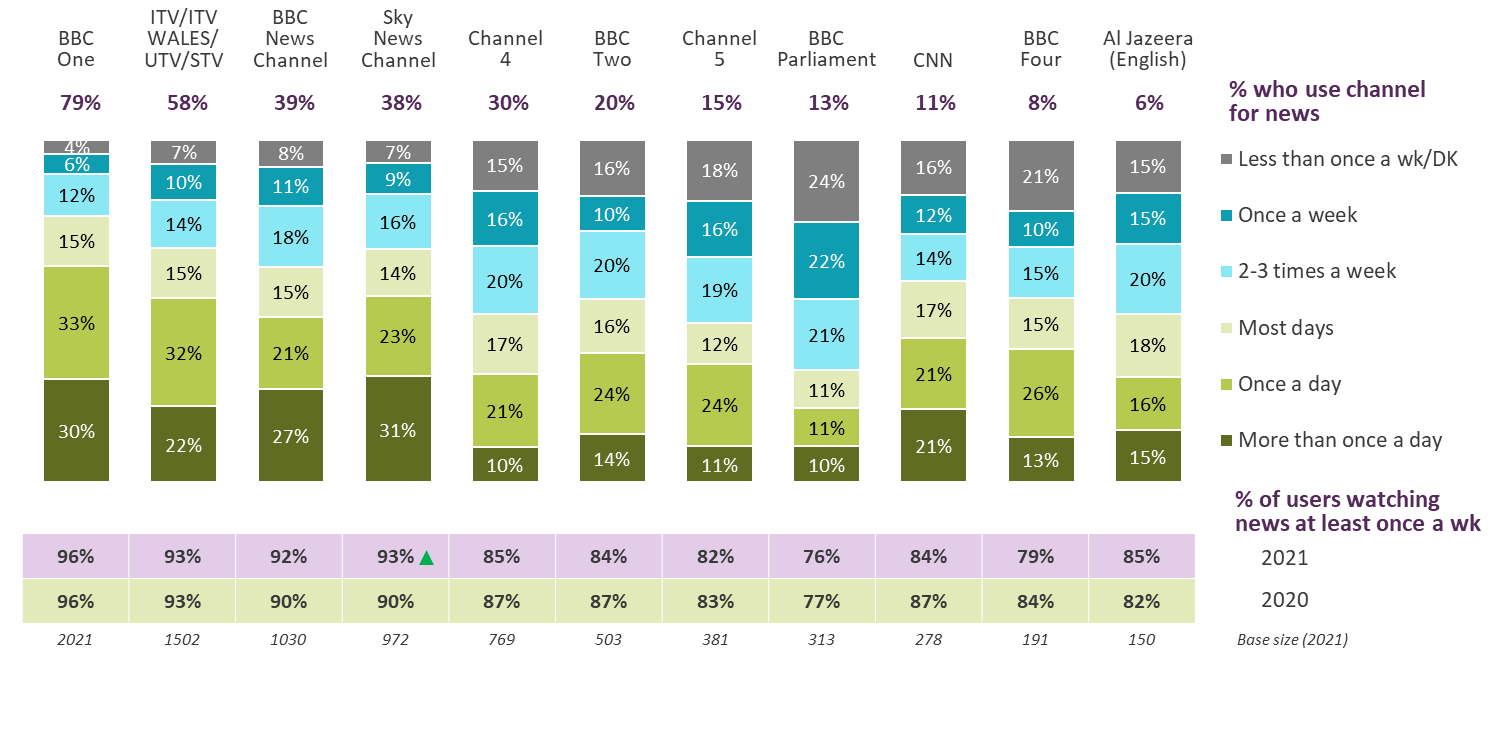 BBC
One
ITV/ITV
WALES/
UTV/STV
BBC
News
Channel
Sky
News
Channel
Channel
4
BBC
Two
Channel
5
BBC
Parliament
CNN
BBC
Four
Al Jazeera
(English)
79% 58% 39% 38% 30% 20% 15% 13% 11% 8% 6%
% who use channel
for news
4% 7% 8% 7% 15% 16% 18% 24% 16% 21% 15%
Less than once a wk/DK
6% 10% 11% 9% 16% 10% 16% 22% 12% 10% 15%
Once a week
12% 14% 18% 16% 20% 20% 19% 21% 14% 15% 20%
2-3 times a week
15% 15% 15% 14% 17% 16% 12% 11% 17% 15% 18%
Most days
33% 32% 21% 23% 21% 24% 24% 11% 21% 26% 16%
Once a day
30% 22% 27% 31% 10% 14% 11% 10% 21% 13% 15%
More than once a day
% of users watching
news at least once a wk
96% 93% 92% 93% ▲ 85% 84% 82% 76% 84% 79% 85% 2021
96% 93% 90% 90% 87% 87% 83% 77% 87% 84% 82% 2020
2021 1502 1030 972 769 503 381 313 278 191 150 Base size (2021)